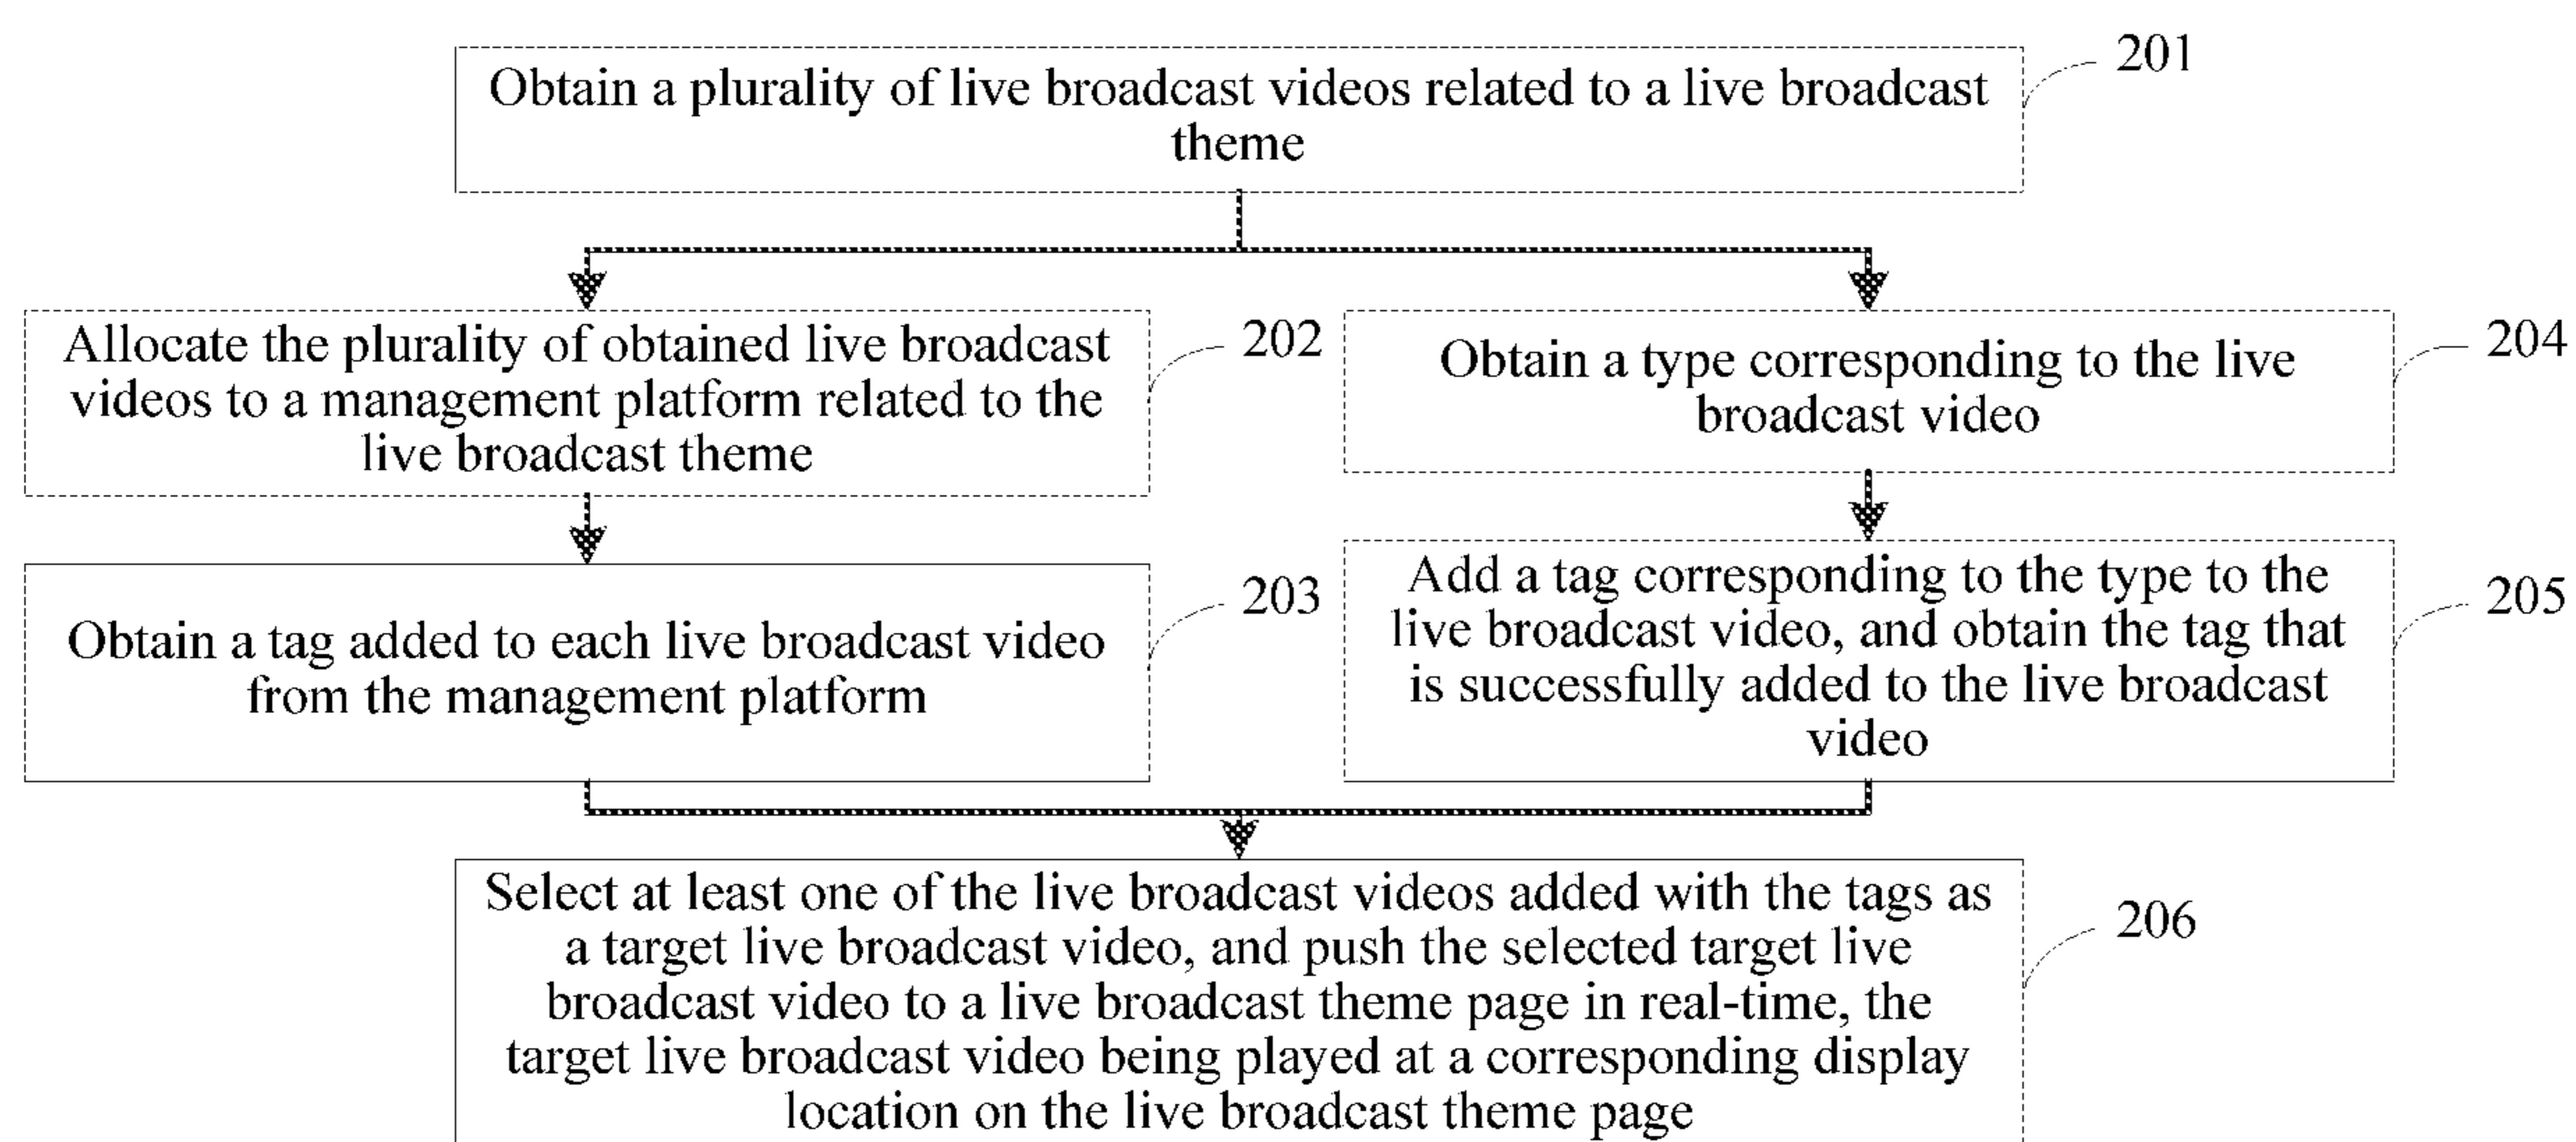 Obtain a plurality of live broadcast videos related to a live broadcast
theme
201
Allocate the plurality of obtained live broadcast
videos to a management platform related to the
live broadcast theme
202
Obtain a tag added to each live broadcast video
from the management platform
203
Obtain a type corresponding to the live
broadcast video
204
Add a tag corresponding to the type to the
live broadcast video, and obtain the tag that
is successfully added to the live broadcast
video
205
Select at least one of the live broadcast videos added with the tags as
a target live broadcast video, and push the selected target live
broadcast video to a live broadcast theme page in real-time, the
target live broadcast video being played at a corresponding display
location on the live broadcast theme page
206